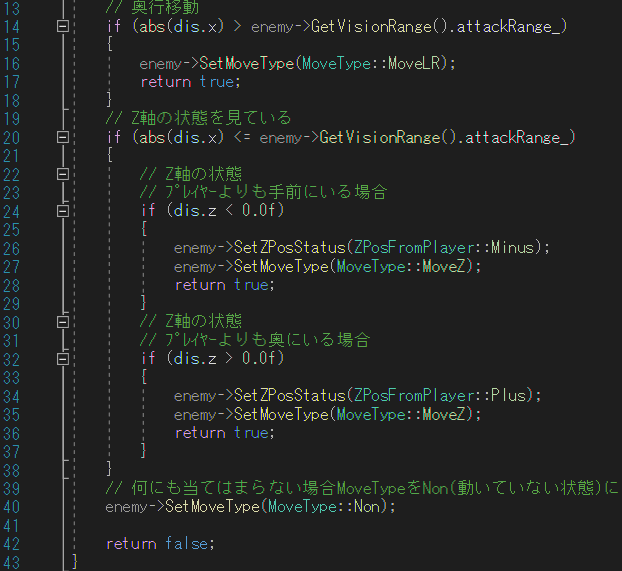 13 // 奥行移動
14 if (abs(dis.x) > enemy->GetVisionRange().attackRange_)
15 {
16 enemy->SetMoveType(MoveType::MoveLR);
17 return true;
18 }
19 // Z軸の状態を見ている
20 if (abs(dis.x) <= enemy->GetVisionRange().attackRange_)
21 {
22 // Z軸の状態
23 // ﾌﾟﾚｲﾔｰよりも手前にいる場合
24 if (dis.z < 0.0f)
25 {
26 enemy->SetZPosStatus(ZPosFromPlayer::Minus);
27 enemy->SetMoveType(MoveType::MoveZ);
28 return true;
29 }
30 // Z軸の状態
31 // ﾌﾟﾚｲﾔｰよりも奥にいる場合
32 if (dis.z > 0.0f)
33 {
34 enemy->SetZPosStatus(ZPosFromPlayer::Plus);
35 enemy->SetMoveType(MoveType::MoveZ);
36 return true;
37 }
38 }
39 // 何にも当てはまらない場合MoveTypeをNon(動いていない状態)に
40 enemy->SetMoveType(MoveType::Non);
41
42 return false;
43 }